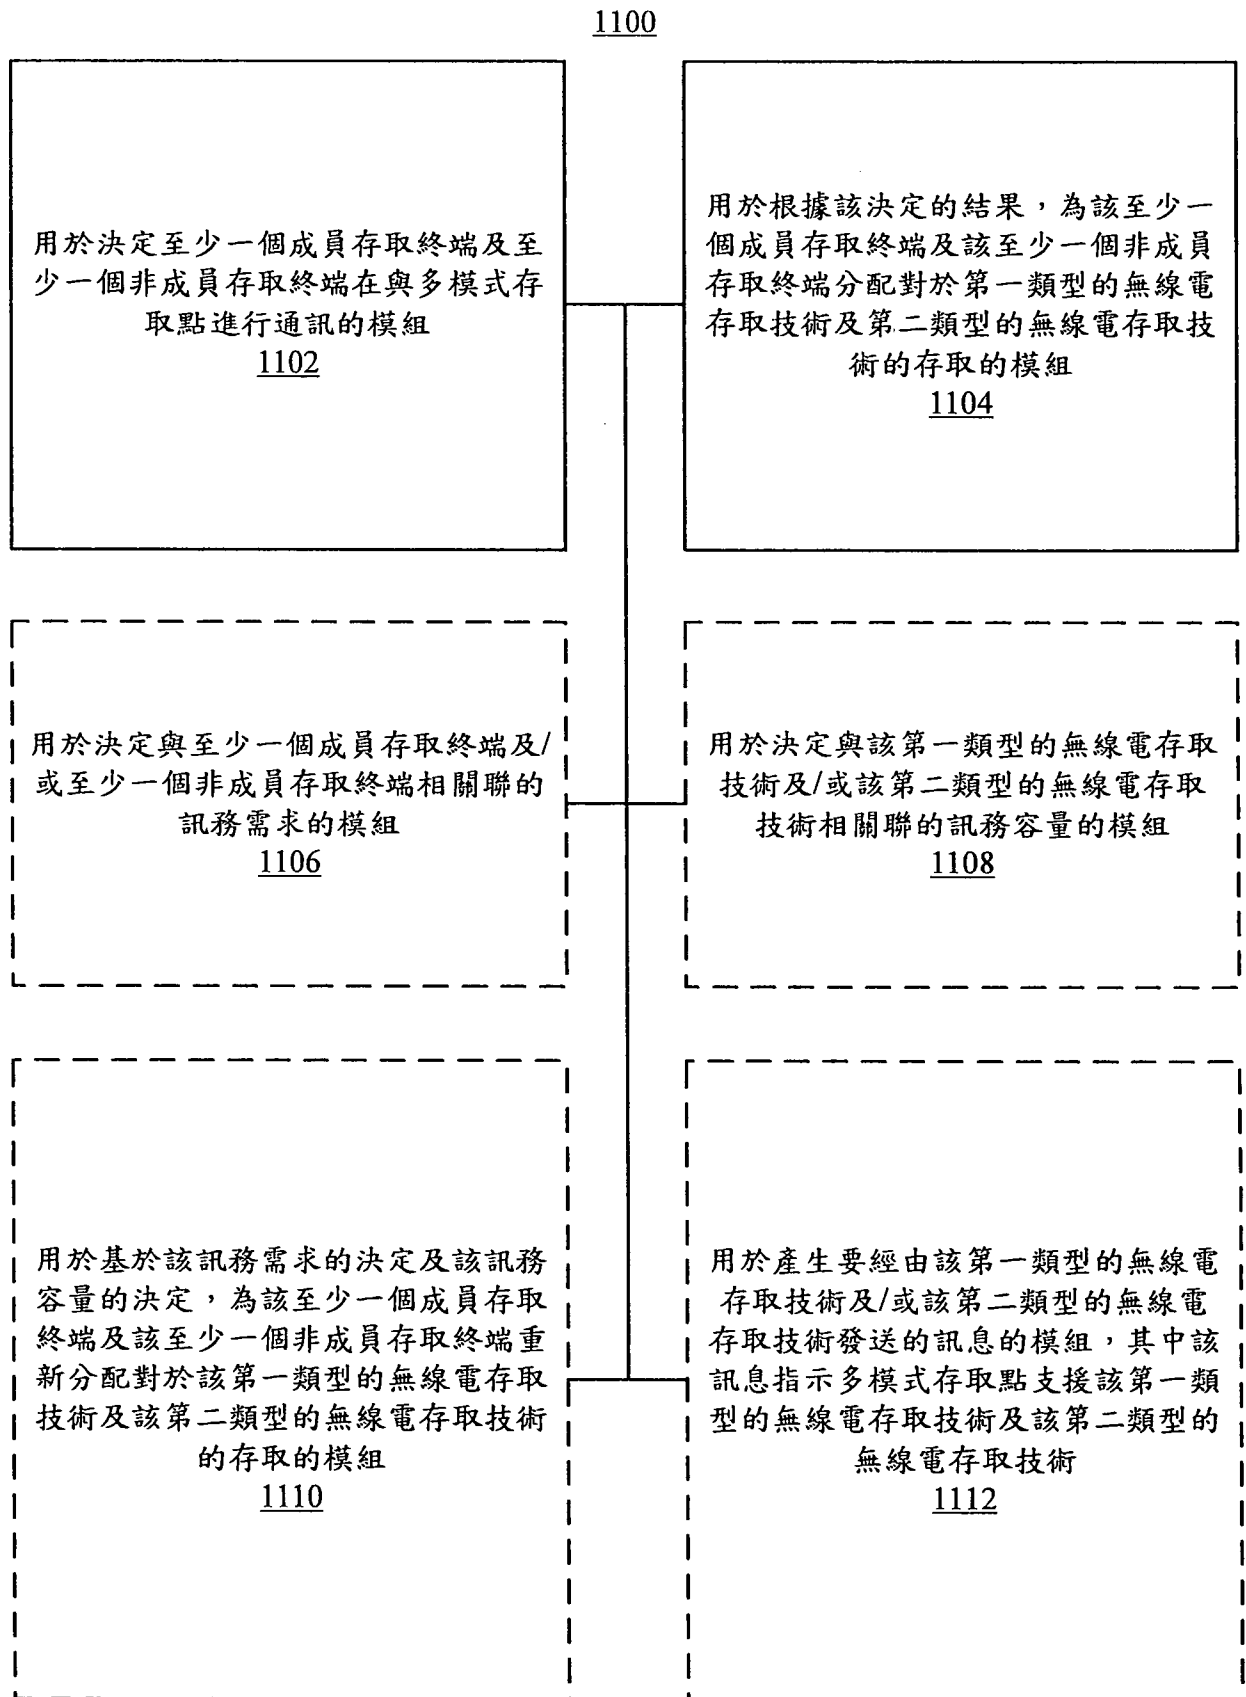 1100
用於決定至少一個成員存取終端及至
少一個非成員存取終端在與多模式存
取點進行通訊的模組
1102
用於根據該決定的結果，為該至少一
個成員存取終端及該至少一個非成員
存取終端分配對於第一類型的無線電
存取技術及第二類型的無線電存取技
術的存取的模組
1104
用於決定與至少一個成員存取終端及/
或至少一個非成員存取終端相關聯的
訊務需求的模組
1106
用於決定與該第一類型的無線電存取
技術及/或該第二類型的無線電存取
技術相關聯的訊務容量的模組
1108
用於基於該訊務需求的決定及該訊務
容量的決定，為該至少一個成員存取
終端及該至少一個非成員存取終端重
新分配對於該第一類型的無線電存取
技術及該第二類型的無線電存取技術
的存取的模組
1110
用於產生要經由該第一類型的無線電
存取技術及/或該第二類型的無線電
存取技術發送的訊息的模組，其中該
訊息指示多模式存取點支援該第一類
型的無線電存取技術及該第二類型的
無線電存取技術
1112